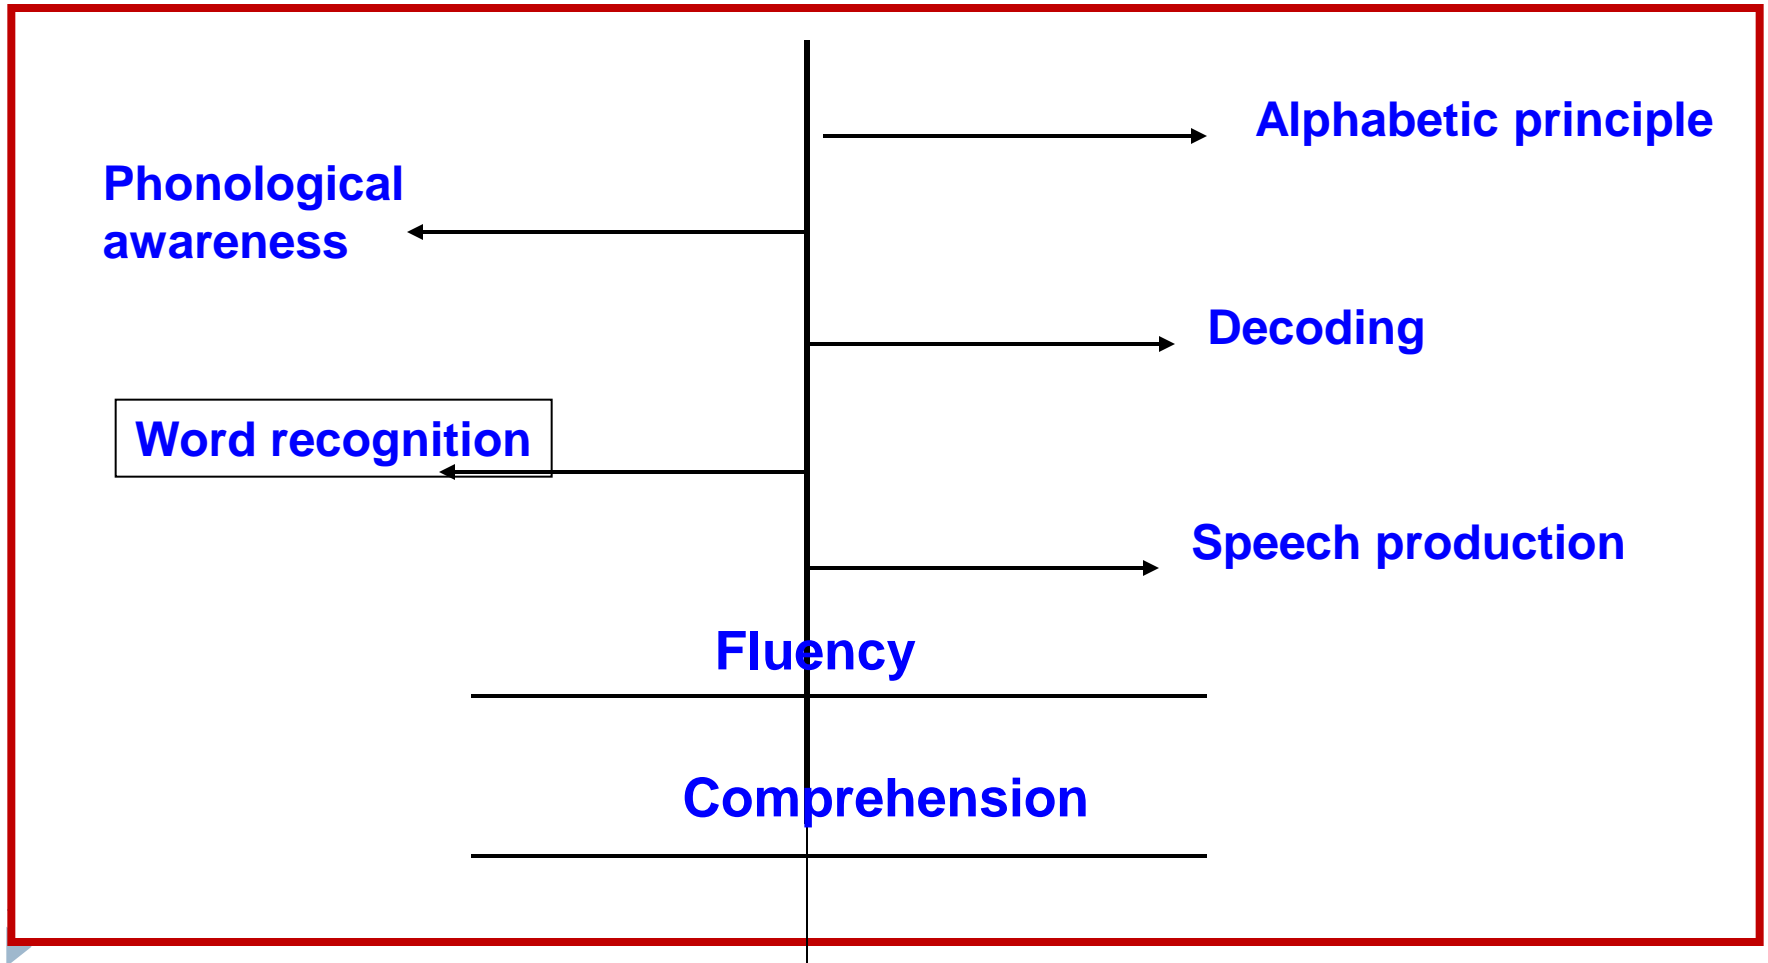 Alphabetic principle
Phonological
awareness
Decoding
Word recognition
Speech production
Fluency
Comprehension